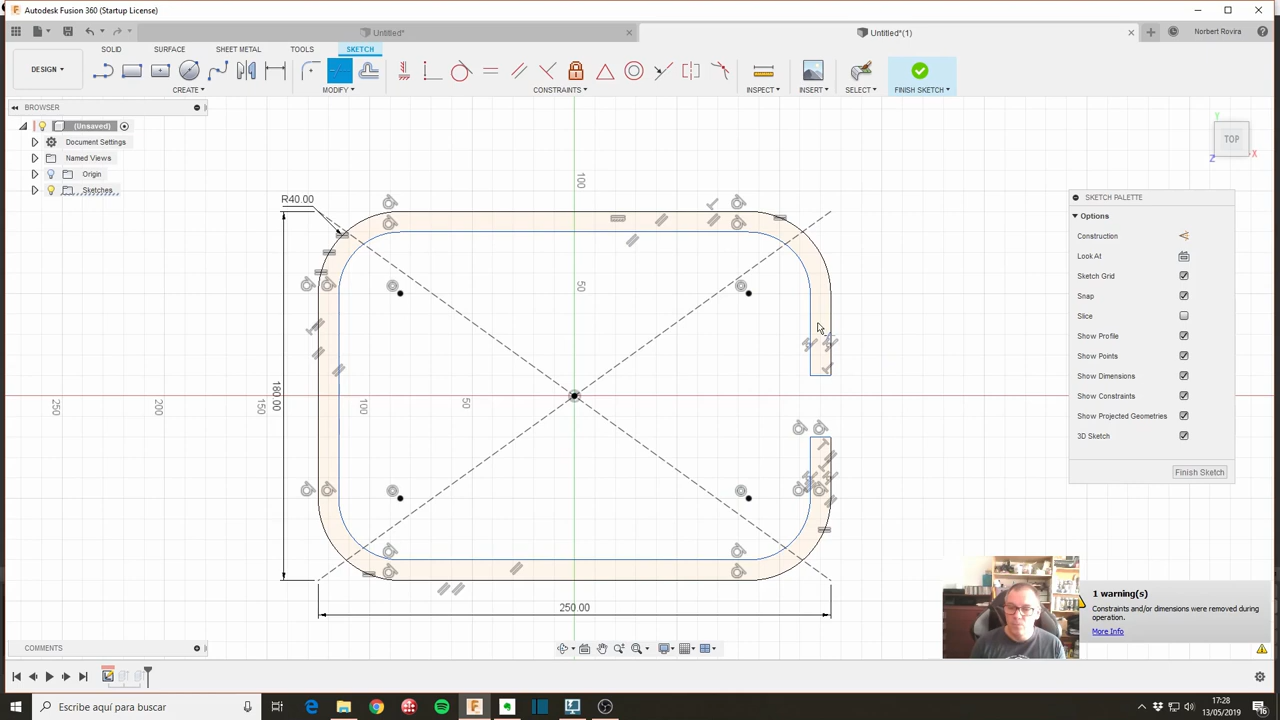 Autodesk Fusion 360 (Startup License)
Untitled*
Untitled*(1)
Norbert Rovira
DESIGN
SOLID SURFACE SHEET METAL TOOLS SKETCH
CREATE MODIFY CONSTRAINTS INSPECT INSERT SELECT FINISH SKETCH
BROWSER
(Unsaved)
Document Settings
Named Views
Origin
Sketches
TOP
Y
X
Z
SKETCH PALETTE
Options
Construction
Look At
Sketch Grid
Snap
Slice
Show Profile
Show Points
Show Dimensions
Show Constraints
Show Projected Geometries
3D Sketch
Finish Sketch
R40.00
100
50
180.00
250 200 150 100 50
250.00
1 warning(s)
Constraints and/or dimensions were removed during
operation.
More Info
COMMENTS
Escribe aquí para buscar
17:28
13/05/2019
16